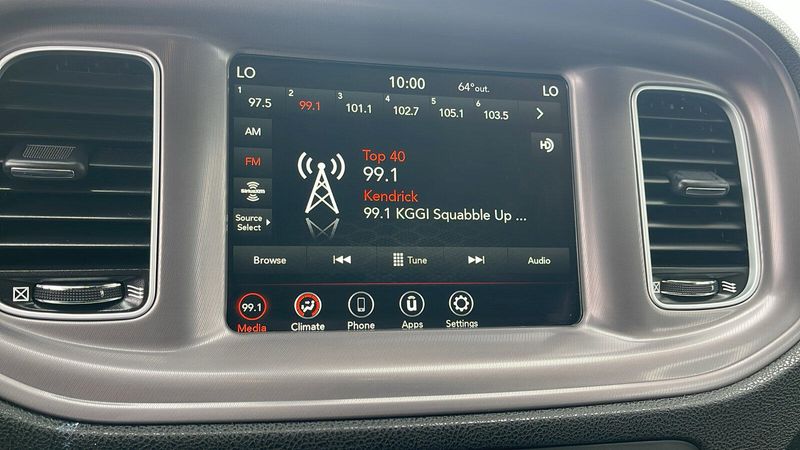 LO 10:00 64° out. LO
1 97.5 2 99.1 3 101.1 4 102.7 5 105.1 6 103.5
AM
HD
FM
Top 40
99.1
siriusxm
Kendrick
99.1 KGGI Squabble Up ...
Source
Select
Browse Tune Audio
99.1
Media Climate Phone Apps Settings